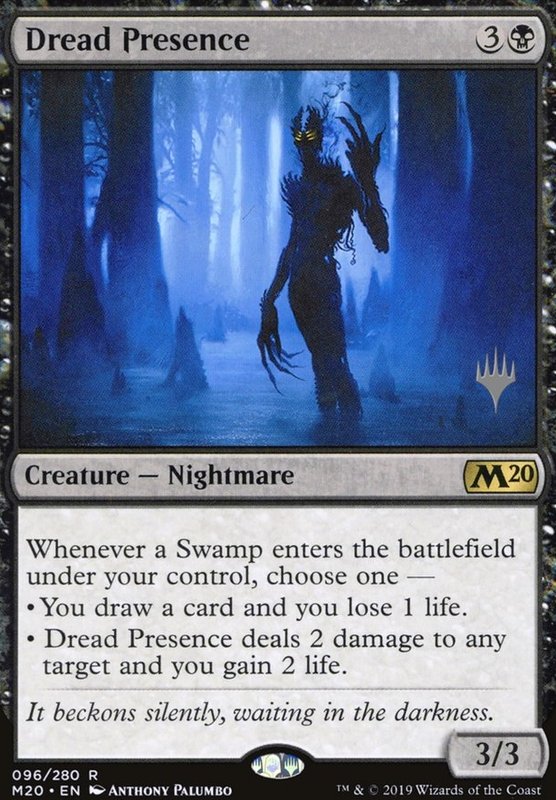 Dread Presence 3
Creature — Nightmare M20
Whenever a Swamp enters the battlefield
under your control, choose one —
• You draw a card and you lose 1 life.
• Dread Presence deals 2 damage to any
target and you gain 2 life.
It beckons silently, waiting in the darkness.
3/3
096/280 R
M20 • EN Anthony Palumbo ™ & © 2019 Wizards of the Coast